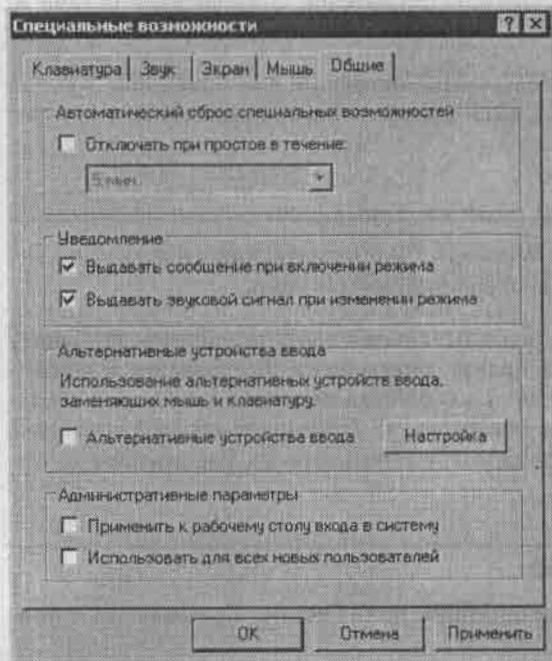 Специальные возможности
Клавиатура Звук Экран Мышь Общие
Автоматический сброс специальных возможностей
Отключать при простое в течение:
5 мин.
Уведомление
Выдавать сообщение при включении режима
Выдавать звуковой сигнал при изменении режима
Альтернативные устройства ввода
Использование альтернативных устройств ввода,
заменяющих мышь и клавиатуру.
Альтернативные устройства ввода Настройка
Административные параметры
Применить к рабочему столу входа в систему
Использовать для всех новых пользователей
ОК Отмена Применить